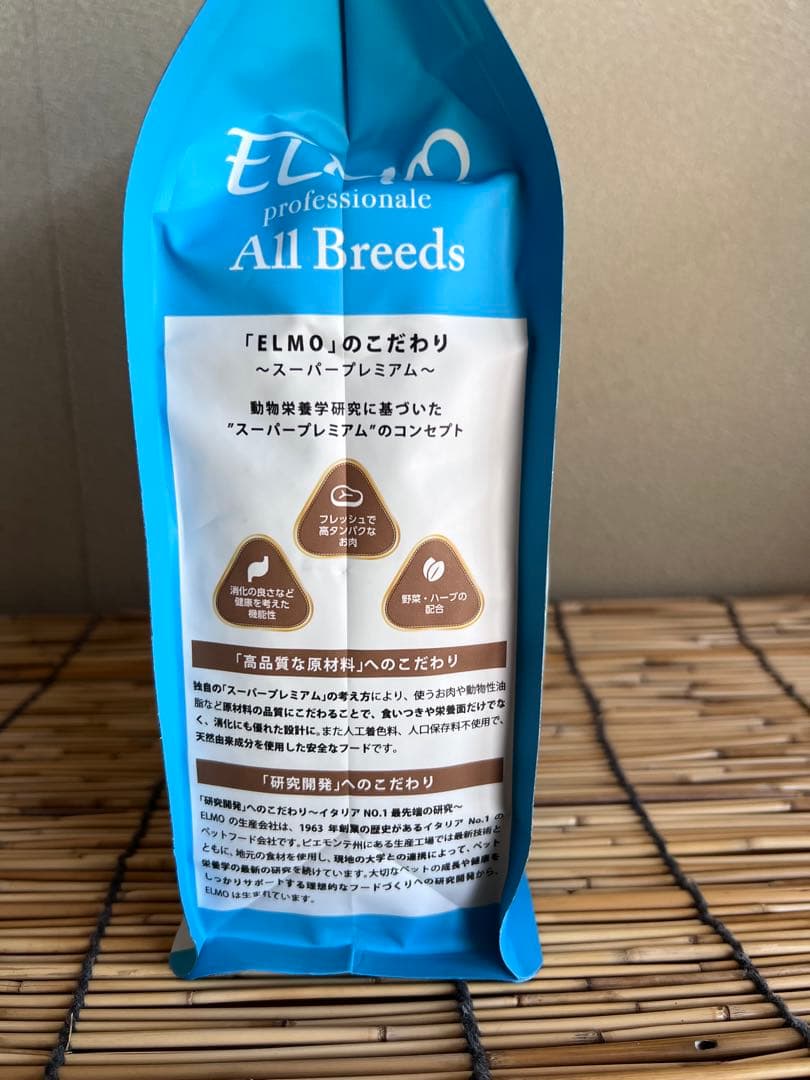 ELMO
professionale
All Breeds
「ELMO」のこだわり
〜スーパープレミアム〜
動物栄養学研究に基づいた
”スーパープレミアム”のコンセプト
フレッシュで
高タンパクな
お肉
消化の良さなど
健康を考えた
機能性
野菜・ハーブの
配合
「高品質な原材料」へのこだわり
独自の「スーパープレミアム」の考え方により、使うお肉や動物性油
脂など原材料の品質にこだわることで、食いつきや栄養面だけでな
く、消化にも優れた設計に。また人工着色料、人口保存料不使用で、
天然由来成分を使用した安全なフードです。
「研究開発」へのこだわり
「研究開発」へのこだわり〜イタリア NO.1 最先端の研究〜
ELMO の生産会社は、1963 年創業の歴史があるイタリア No.1 の
ペットフード会社です。ピエモンテ州にある生産工場では最新技術と
ともに、地元の食材を使用し、現地の大学との連携によって、ペット
栄養学の最新の研究を続けています。大切なペットの成長や健康を
しっかりサポートする理想的なフードづくりへの研究開発から、
ELMO は生まれています。